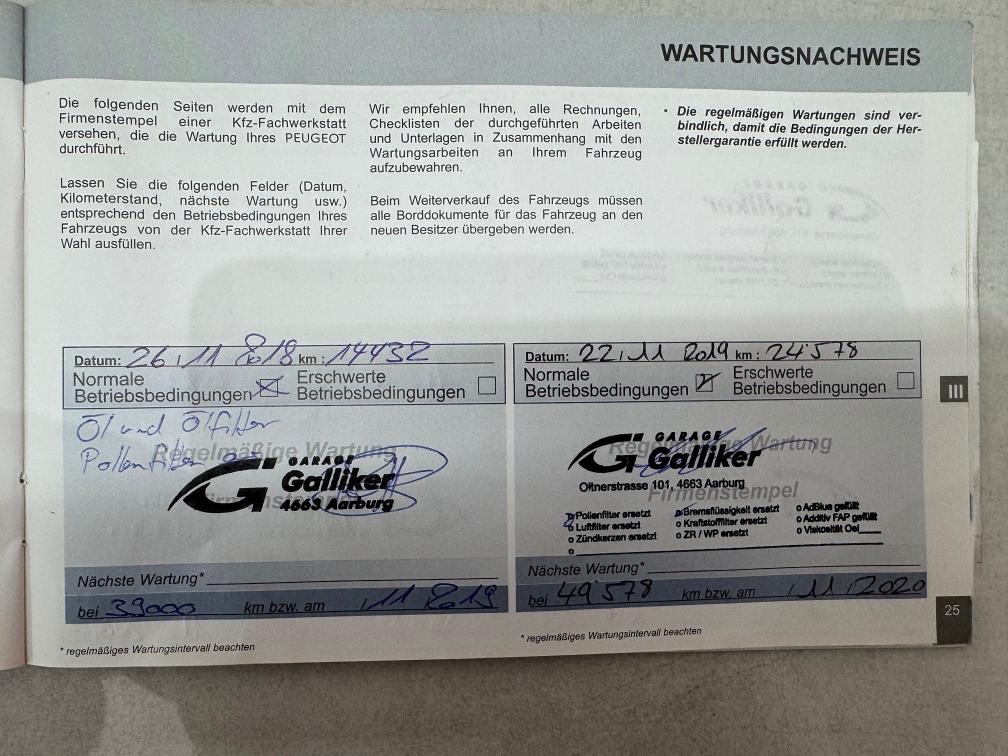 WARTUNGSNACHWEIS
Die folgenden Seiten werden mit dem
Firmenstempel einer Kfz-Fachwerkstatt
versehen, die die Wartung Ihres PEUGEOT
durchführt.
Lassen Sie die folgenden Felder (Datum,
Kilometerstand, nächste Wartung usw.)
entsprechend den Betriebsbedingungen Ihres
Fahrzeugs von der Kfz-Fachwerkstatt Ihrer
Wahl ausfüllen.
Wir empfehlen Ihnen, alle Rechnungen,
Checklisten der durchgeführten Arbeiten
und Unterlagen in Zusammenhang mit den
Wartungsarbeiten an Ihrem Fahrzeug
aufzubewahren.
Beim Weiterverkauf des Fahrzeugs müssen
alle Borddokumente für das Fahrzeug an den
neuen Besitzer übergeben werden.
• Die regelmäßigen Wartungen sind ver-
bindlich, damit die Bedingungen der Her-
stellergarantie erfüllt werden.
Datum: 26 / 11 2018 km : 14432
Normale
Betriebsbedingungen
Erschwerte
Betriebsbedingungen
Öl und Ölfilter
Pollenfilter
Regelmäßige Wartung
GARAGE
Galliker
4663 Aarburg
Firmenstempel
Nächste Wartung*
bei 39000 km bzw. am / 11 2019
* regelmäßiges Wartungsintervall beachten
Datum: 22 / 11 2019 km : 24'578
Normale
Betriebsbedingungen
Erschwerte
Betriebsbedingungen
Regelmäßige Wartung
GARAGE
Galliker
Oltnerstrasse 101, 4663 Aarburg
Firmenstempel
o Pollenfilter ersetzt
o Luftfilter ersetzt
o Zündkerzen ersetzt
o
o Bremsflüssigkeit ersetzt
o Kraftstofffilter ersetzt
o ZR / WP ersetzt
o AdBlue gefüllt
o Additiv FAP gefüllt
o Viskosität Oel
Nächste Wartung*
bei 49'578 km bzw. am / 11 / 2020
* regelmäßiges Wartungsintervall beachten
III
25